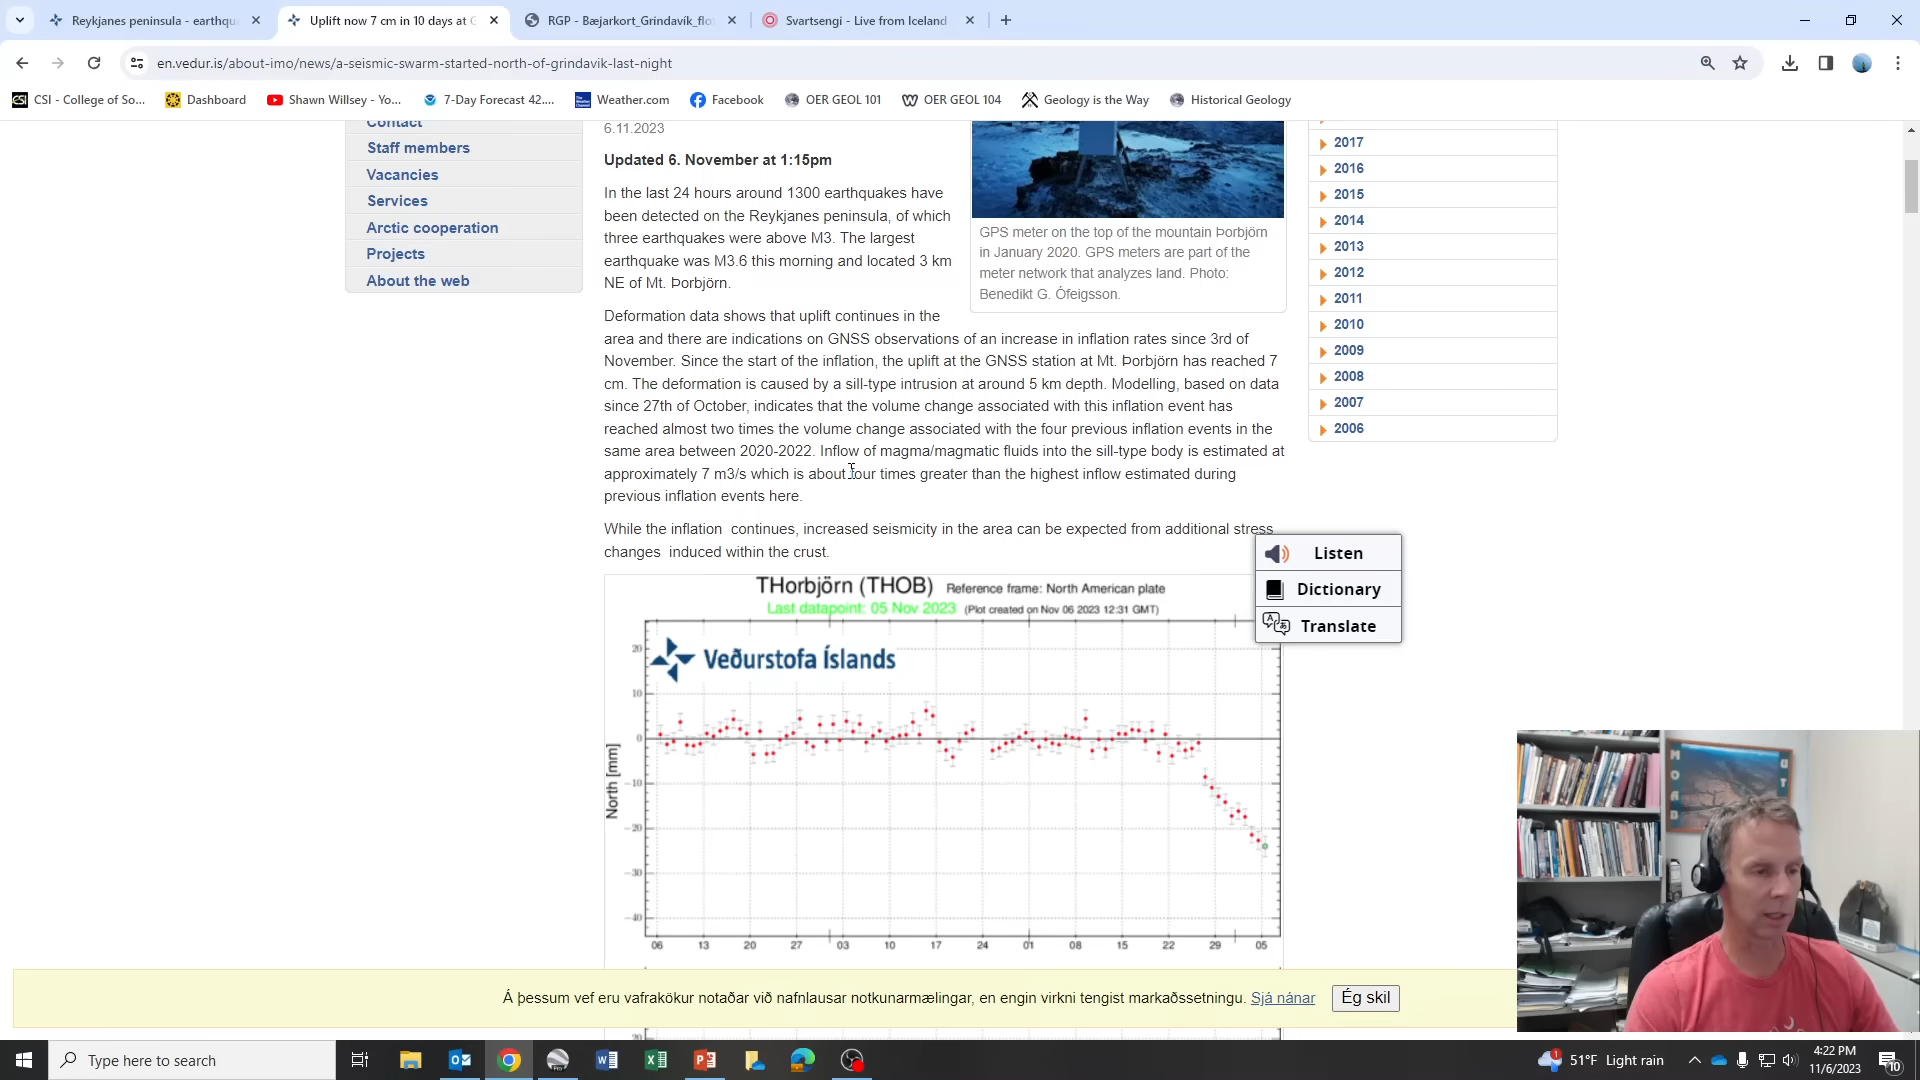 Reykjanes peninsula - earthqu
Uplift now 7 cm in 10 days at G
RGP - Bæjarkort_Grindavík_flo
Svartsengi - Live from Iceland
en.vedur.is/about-imo/news/a-seismic-swarm-started-north-of-grindavik-last-night
CSI - College of So...
Dashboard
Shawn Willsey - Yo...
7-Day Forecast 42....
Weather.com
Facebook
OER GEOL 101
OER GEOL 104
Geology is the Way
Historical Geology
Contact
Staff members
Vacancies
Services
Arctic cooperation
Projects
About the web
6.11.2023
Updated 6. November at 1:15pm
In the last 24 hours around 1300 earthquakes have
been detected on the Reykjanes peninsula, of which
three earthquakes were above M3. The largest
earthquake was M3.6 this morning and located 3 km
NE of Mt. Þorbjörn.
GPS meter on the top of the mountain Þorbjörn
in January 2020. GPS meters are part of the
meter network that analyzes land. Photo:
Benedikt G. Ófeigsson.
Deformation data shows that uplift continues in the
area and there are indications on GNSS observations of an increase in inflation rates since 3rd of
November. Since the start of the inflation, the uplift at the GNSS station at Mt. Þorbjörn has reached 7
cm. The deformation is caused by a sill-type intrusion at around 5 km depth. Modelling, based on data
since 27th of October, indicates that the volume change associated with this inflation event has
reached almost two times the volume change associated with the four previous inflation events in the
same area between 2020-2022. Inflow of magma/magmatic fluids into the sill-type body is estimated at
approximately 7 m3/s which is about four times greater than the highest inflow estimated during
previous inflation events here.
While the inflation  continues, increased seismicity in the area can be expected from additional stress
changes  induced within the crust.
2017
2016
2015
2014
2013
2012
2011
2010
2009
2008
2007
2006
Listen
Dictionary
Translate
THorbjörn (THOB) Reference frame: North American plate
Last datapoint: 05 Nov 2023 (Plot created on Nov 06 2023 12:31 GMT)
Veðurstofa Íslands
North [mm]
20
10
0
-10
-20
-30
-40
06 13 20 27 03 10 17 24 01 08 15 22 29 05
Á þessum vef eru vafrakökur notaðar við nafnlausar notkunarmælingar, en engin virkni tengist markaðssetningu. Sjá nánar
Ég skil
MOAB
UT
Type here to search
51°F Light rain
4:22 PM
11/6/2023
1
10